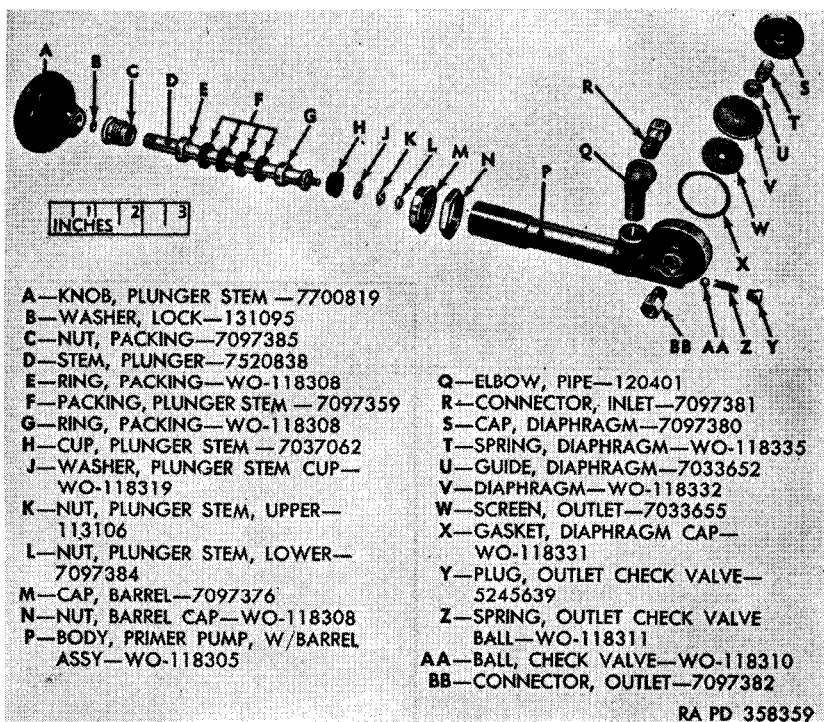 A
B
C
D
E
F
G
H
J
K
L
M
N
P
Q
R
S
T
U
V
W
X
BB AA Z Y
1 2 3
INCHES
A—KNOB, PLUNGER STEM—7700819
B—WASHER, LOCK—131095
C—NUT, PACKING—7097385
D—STEM, PLUNGER—7520838
E—RING, PACKING—WO-118308
F—PACKING, PLUNGER STEM—7097359
G—RING, PACKING—WO-118308
H—CUP, PLUNGER STEM—7037062
J—WASHER, PLUNGER STEM CUP—
WO-118319
K—NUT, PLUNGER STEM, UPPER—
113106
L—NUT, PLUNGER STEM, LOWER—
7097384
M—CAP, BARREL—7097376
N—NUT, BARREL CAP—WO-118308
P—BODY, PRIMER PUMP, W/BARREL
ASSY—WO-118305
Q—ELBOW, PIPE—120401
R—CONNECTOR, INLET—7097381
S—CAP, DIAPHRAGM—7097380
T—SPRING, DIAPHRAGM—WO-118335
U—GUIDE, DIAPHRAGM—7033652
V—DIAPHRAGM—WO-118332
W—SCREEN, OUTLET—7033655
X—GASKET, DIAPHRAGM CAP—
WO-118331
Y—PLUG, OUTLET CHECK VALVE—
5245639
Z—SPRING, OUTLET CHECK VALVE
BALL—WO-118311
AA—BALL, CHECK VALVE—WO-118310
BB—CONNECTOR, OUTLET—7097382
RA PD 358359